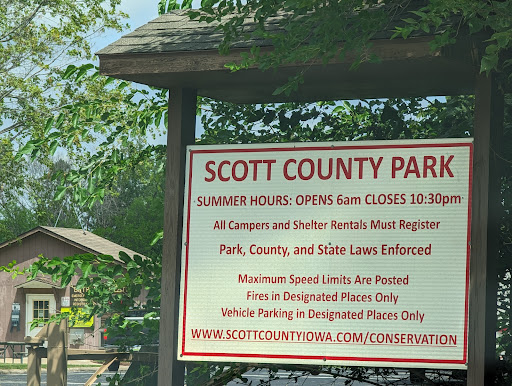 SCOTT COUNTY PARK
SUMMER HOURS: OPENS 6am CLOSES 10:30pm
All Campers and Shelter Rentals Must Register
Park, County, and State Laws Enforced
Maximum Speed Limits Are Posted
Fires in Designated Places Only
Vehicle Parking in Designated Places Only
WWW.SCOTTCOUNTYIOWA.COM/CONSERVATION